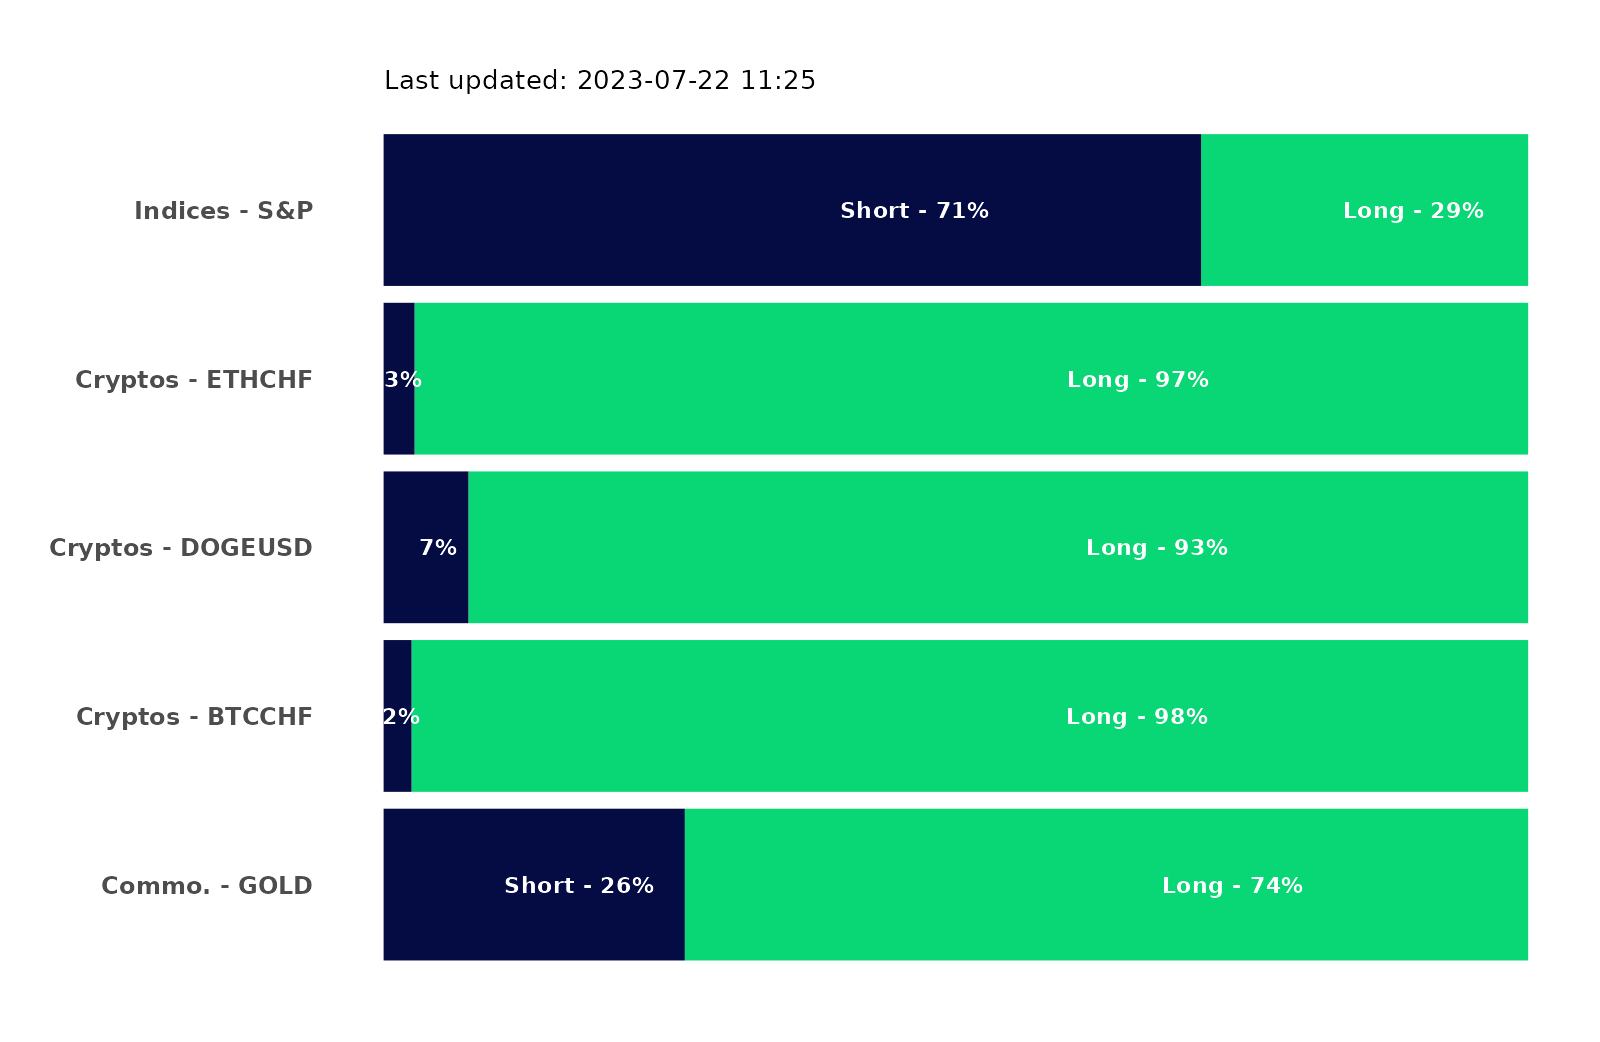 Last updated: 2023-07-22 11:25
Indices - S&P Short - 71% Long - 29%
Cryptos - ETHCHF 3% Long - 97%
Cryptos - DOGEUSD 7% Long - 93%
Cryptos - BTCCHF 2% Long - 98%
Commo. - GOLD Short - 26% Long - 74%